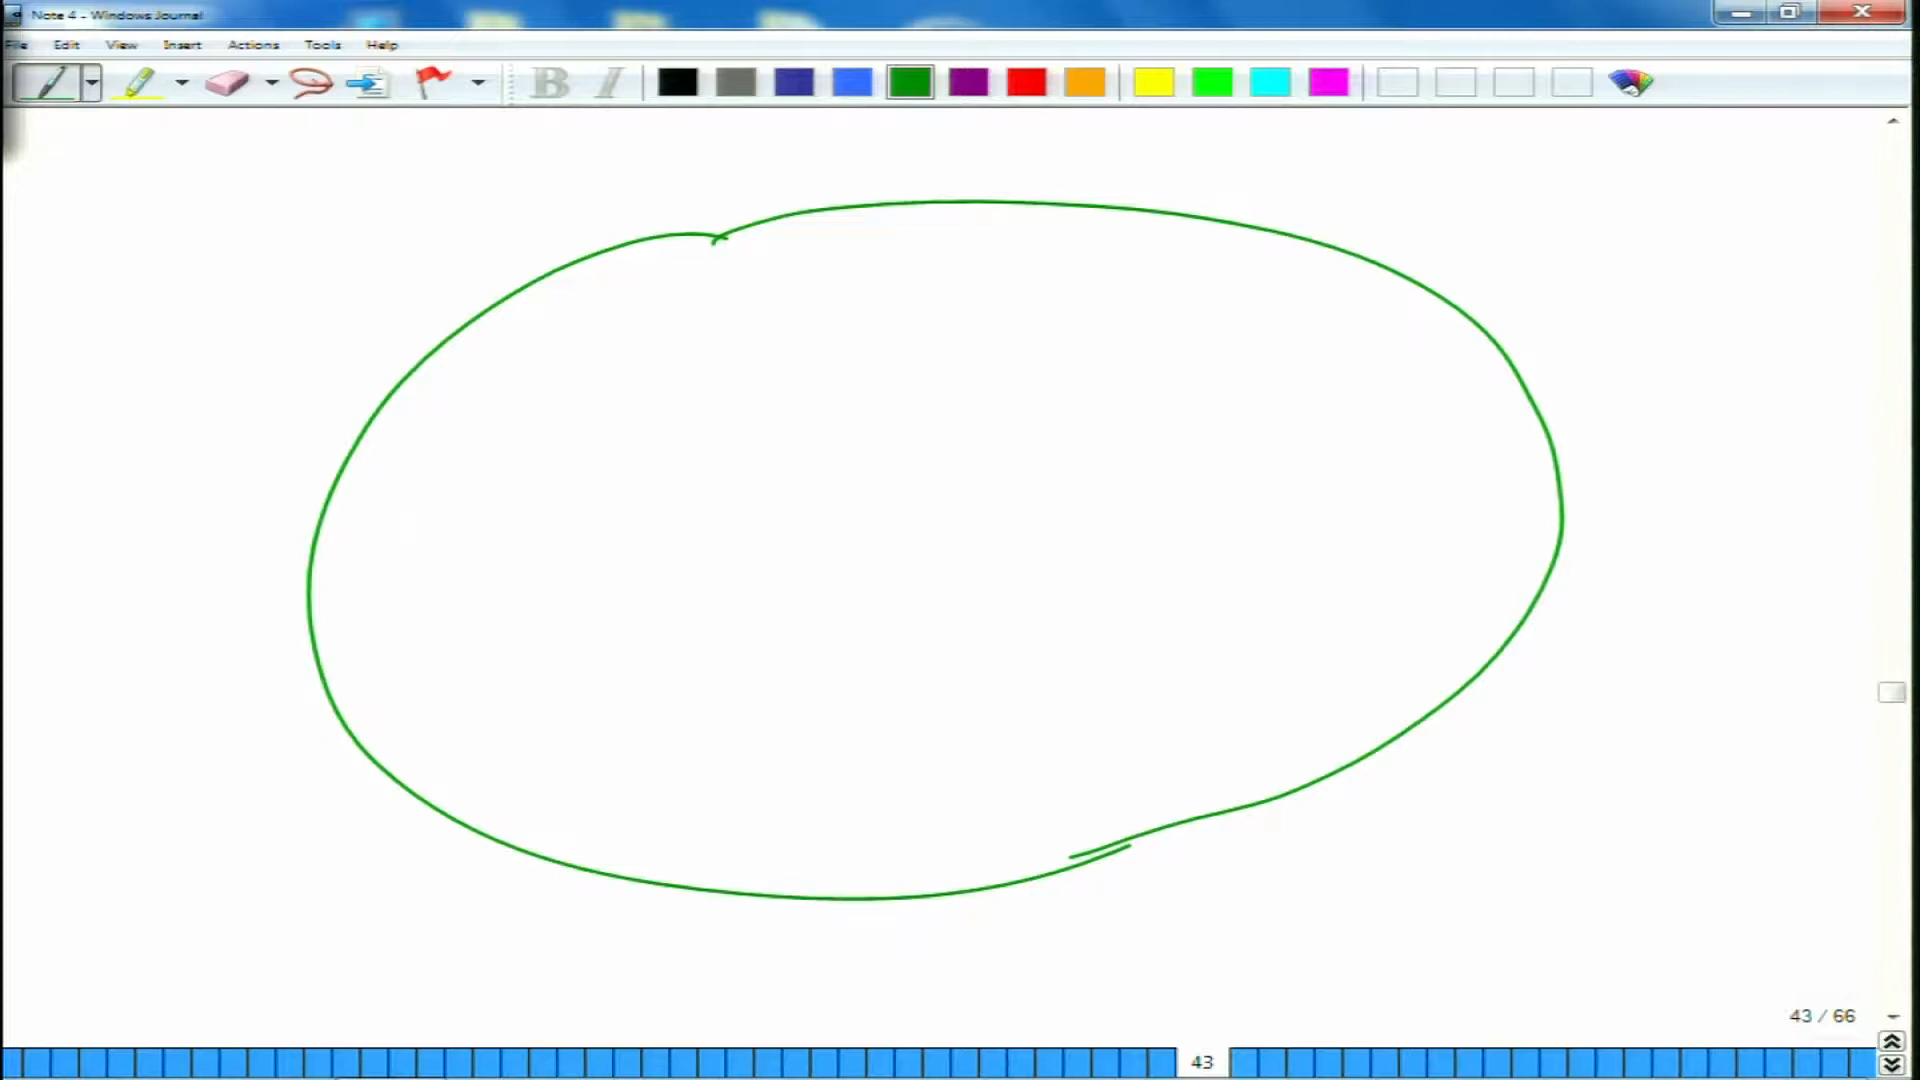 Note 4 - Windows Journal
File Edit View Insert Actions Tools Help
B I
43 / 66
43